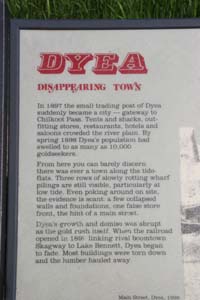 DYEA
DISAPPEARING TOWN
In 1897 the small trading post of Dyea
suddenly became a city — gateway to
Chilkoot Pass. Tents and shacks, out-
fitting stores, restaurants, hotels and
saloons crowded the river plain. By
spring 1898 Dyea's population had
swelled to as many as 10,000
goldseekers.
From here you can barely discern
there was ever a town along the tide-
flats. Three rows of slowly rotting wharf
pilings are still visible, particularly at
low tide. Even poking around on site,
the evidence is scant: a few collapsed
walls and foundations, one false store
front, the hint of a main street.
Dyea's growth and demise was abrupt
as the gold rush itself. When the railroad
opened in 189 linking rival boomtown
Skagway to Lake Bennett, Dyea began
to fade. Most buildings were torn down
and the lumber hauled away.
Main Street, Dyea, 1898